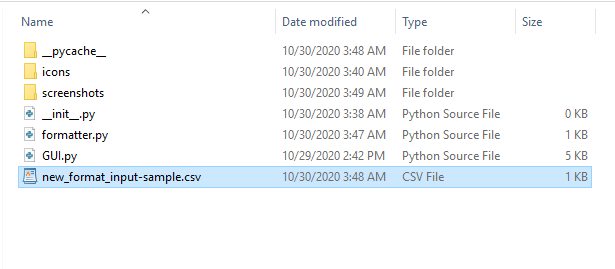 Name Date modified Type Size
__pycache__ 10/30/2020 3:48 AM File folder
icons 10/30/2020 3:40 AM File folder
screenshots 10/30/2020 3:49 AM File folder
__init__.py 10/30/2020 3:38 AM Python Source File 0 KB
formatter.py 10/30/2020 3:47 AM Python Source File 1 KB
GUI.py 10/29/2020 2:42 PM Python Source File 5 KB
new_format_input-sample.csv 10/30/2020 3:48 AM CSV File 1 KB